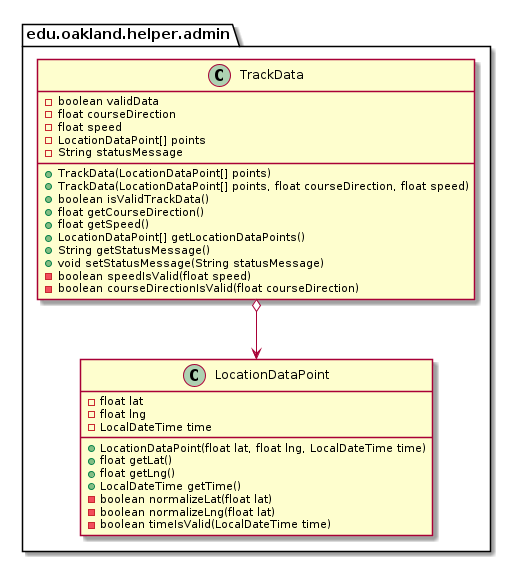 edu.oakland.helper.admin
C TrackData
boolean validData
float courseDirection
float speed
LocationDataPoint[] points
String statusMessage
TrackData(LocationDataPoint[] points)
TrackData(LocationDataPoint[] points, float courseDirection, float speed)
boolean isValidTrackData()
float getCourseDirection()
float getSpeed()
LocationDataPoint[] getLocationDataPoints()
String getStatusMessage()
void setStatusMessage(String statusMessage)
boolean speedIsValid(float speed)
boolean courseDirectionIsValid(float courseDirection)
C LocationDataPoint
float lat
float lng
LocalDateTime time
LocationDataPoint(float lat, float lng, LocalDateTime time)
float getLat()
float getLng()
LocalDateTime getTime()
boolean normalizeLat(float lat)
boolean normalizeLng(float lat)
boolean timeIsValid(LocalDateTime time)